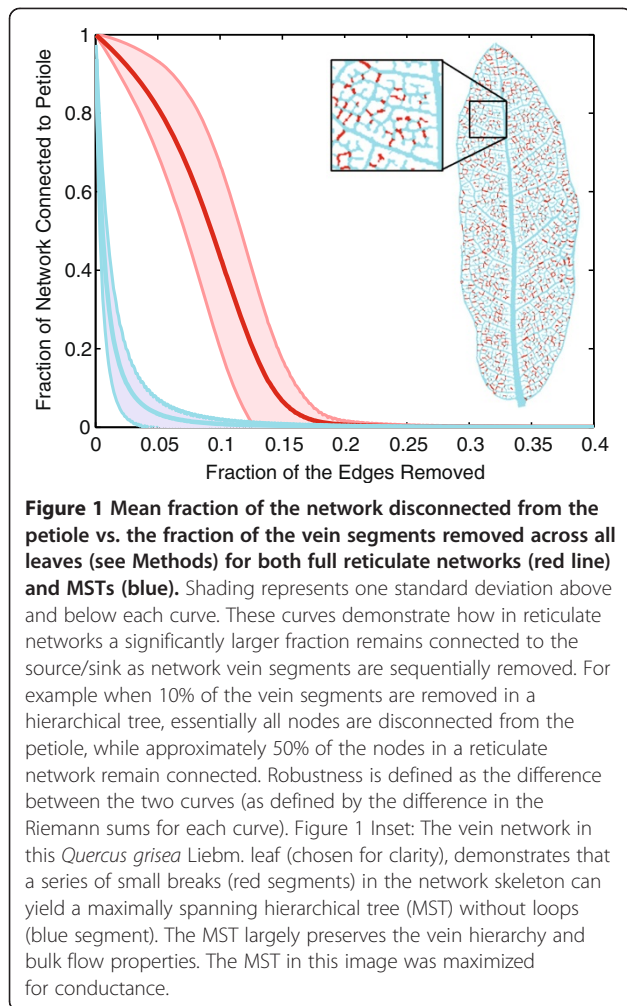 1
0.8
0.6
0.4
0.2
0
Fraction of Network Connected to Petiole
0 0.05 0.1 0.15 0.2 0.25 0.3 0.35 0.4
Fraction of the Edges Removed
Figure 1 Mean fraction of the network disconnected from the
petiole vs. the fraction of the vein segments removed across all
leaves (see Methods) for both full reticulate networks (red line)
and MSTs (blue). Shading represents one standard deviation above
and below each curve. These curves demonstrate how in reticulate
networks a significantly larger fraction remains connected to the
source/sink as network vein segments are sequentially removed. For
example when 10% of the vein segments are removed in a
hierarchical tree, essentially all nodes are disconnected from the
petiole, while approximately 50% of the nodes in a reticulate
network remain connected. Robustness is defined as the difference
between the two curves (as defined by the difference in the
Riemann sums for each curve). Figure 1 Inset: The vein network in
this Quercus grisea Liebm. leaf (chosen for clarity), demonstrates that
a series of small breaks (red segments) in the network skeleton can
yield a maximally spanning hierarchical tree (MST) without loops
(blue segment). The MST largely preserves the vein hierarchy and
bulk flow properties. The MST in this image was maximized
for conductance.